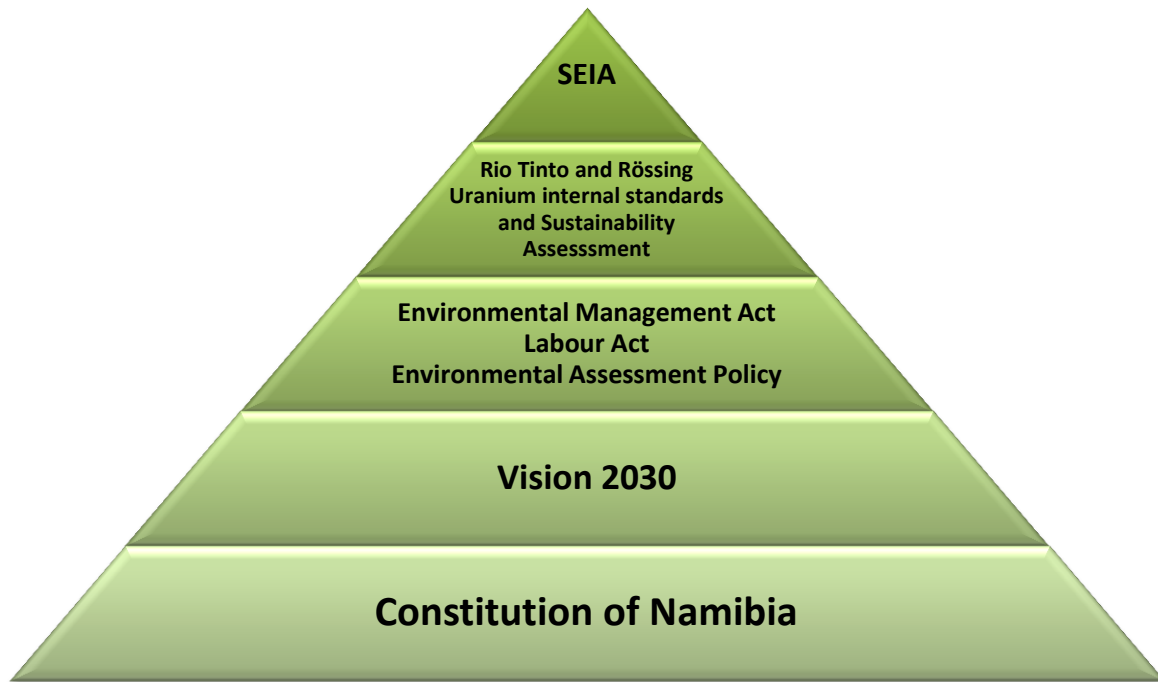 SEIA
Rio Tinto and Rössing
Uranium internal standards
and Sustainability
Assesssment
Environmental Management Act
Labour Act
Environmental Assessment Policy
Vision 2030
Constitution of Namibia